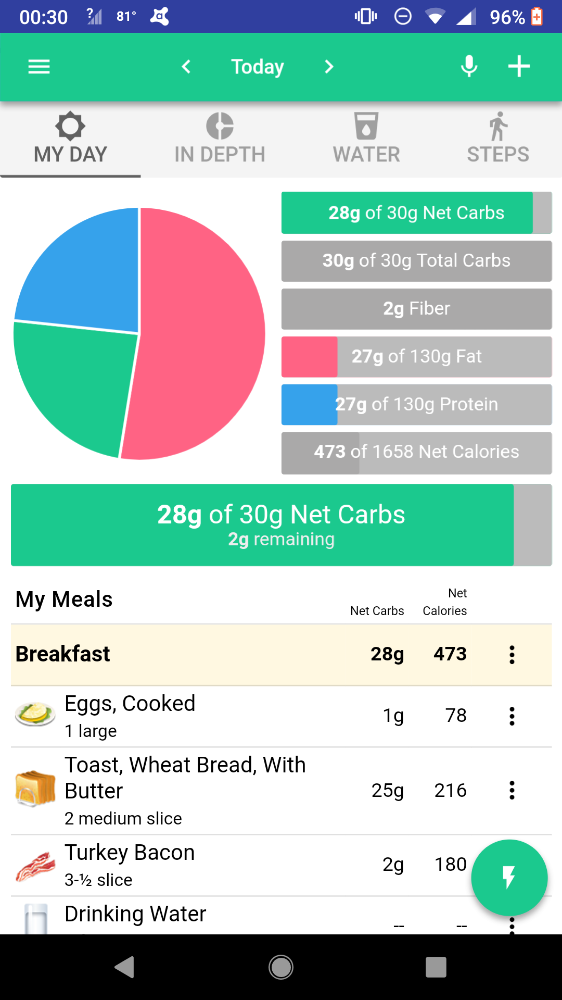 00:30 ? 81° a 96%
Today
MY DAY IN DEPTH WATER STEPS
28g of 30g Net Carbs
30g of 30g Total Carbs
2g Fiber
27g of 130g Fat
27g of 130g Protein
473 of 1658 Net Calories
28g of 30g Net Carbs
2g remaining
My Meals Net Carbs Net Calories
Breakfast 28g 473
Eggs, Cooked 1g 78
1 large
Toast, Wheat Bread, With
Butter 25g 216
2 medium slice
Turkey Bacon 2g 180
3-½ slice
Drinking Water -- --